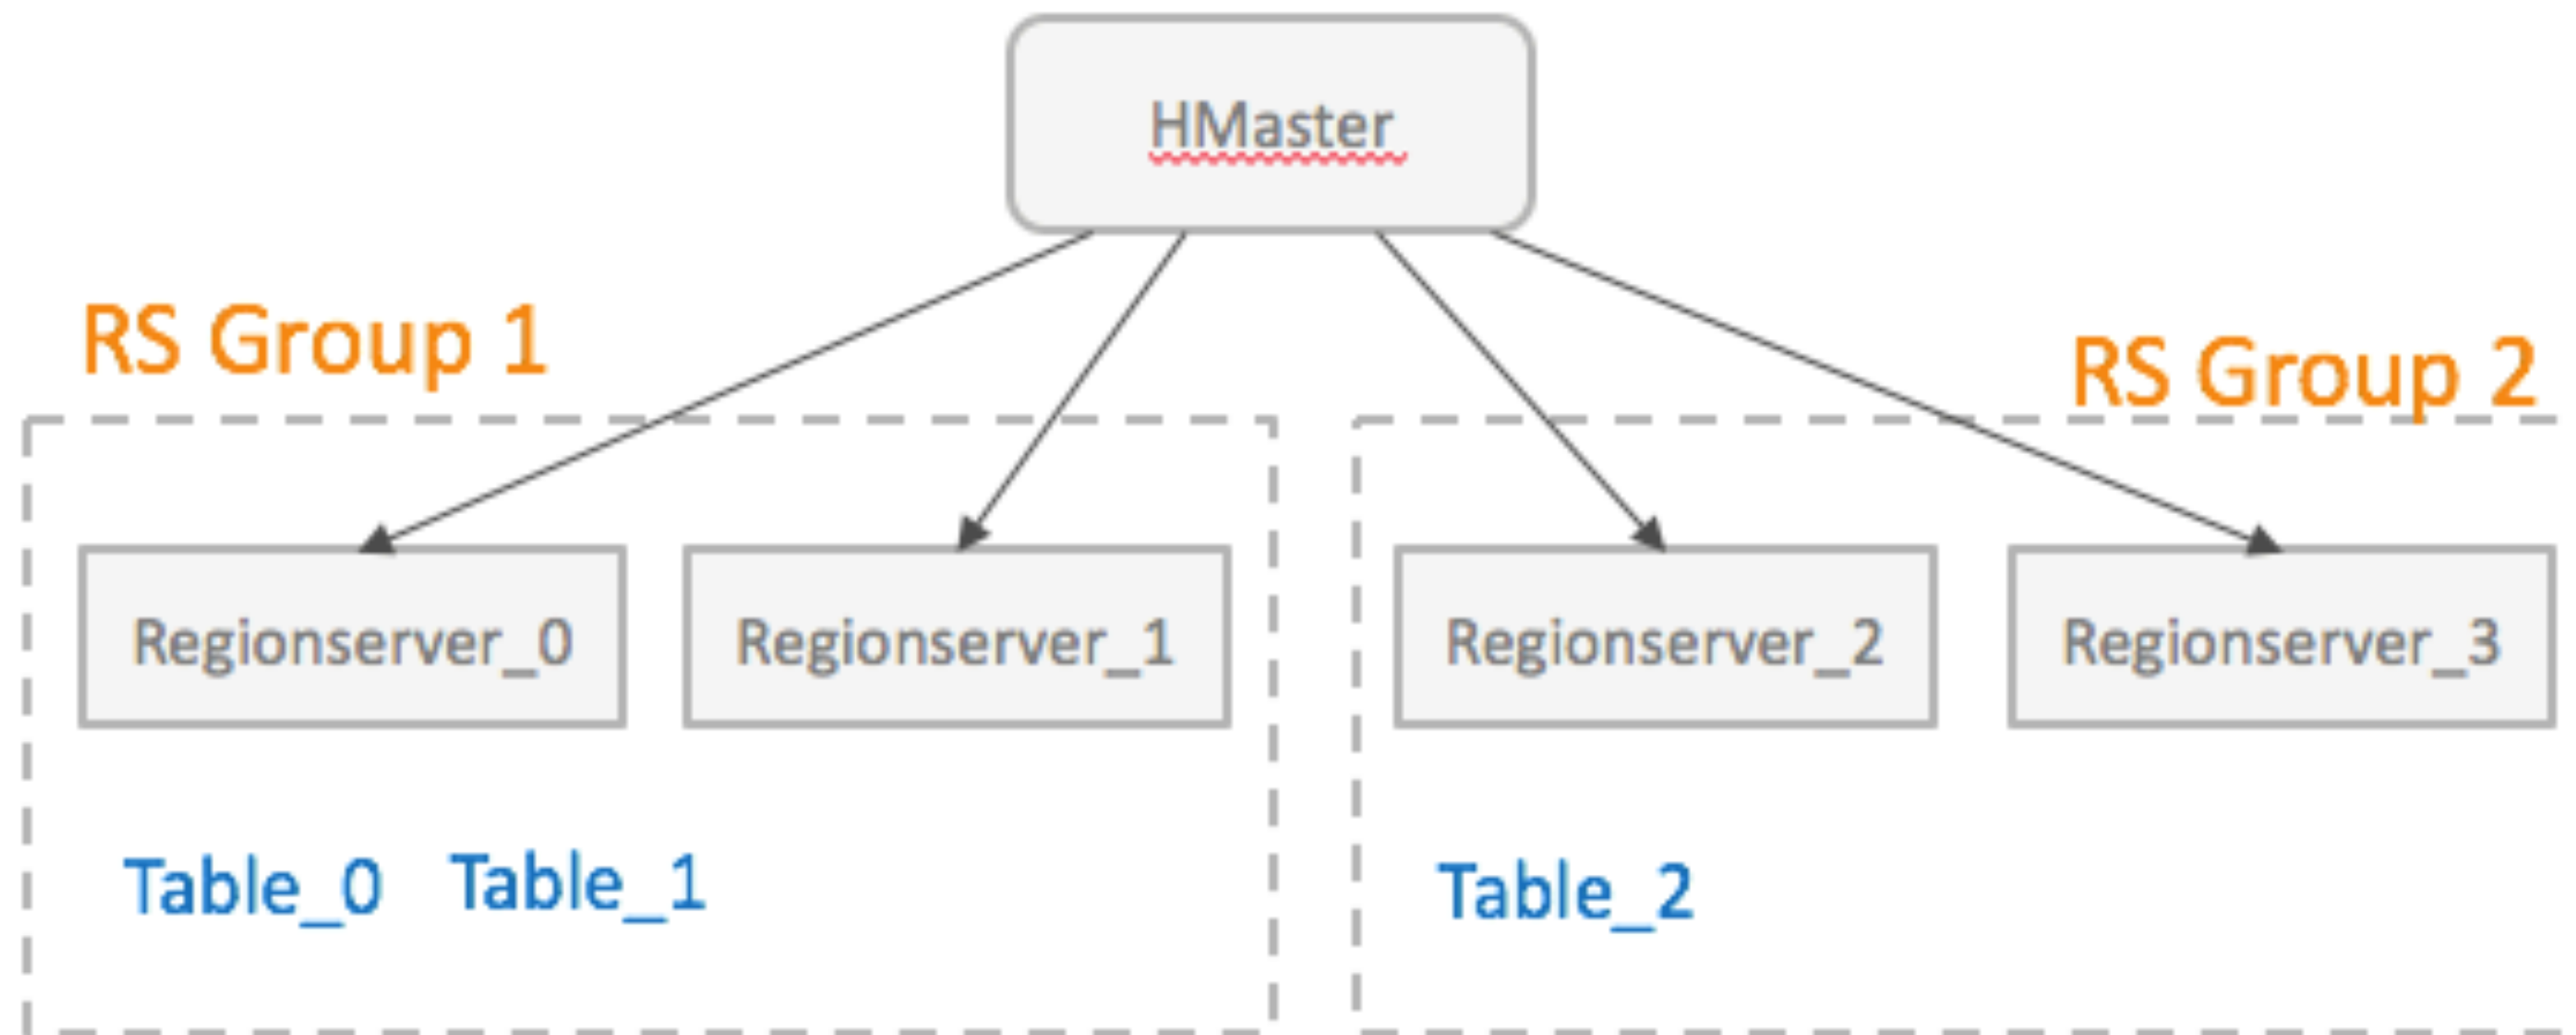 HMaster
RS Group 1
RS Group 2
Regionserver_0
Regionserver_1
Regionserver_2
Regionserver_3
Table_0
Table_1
Table_2